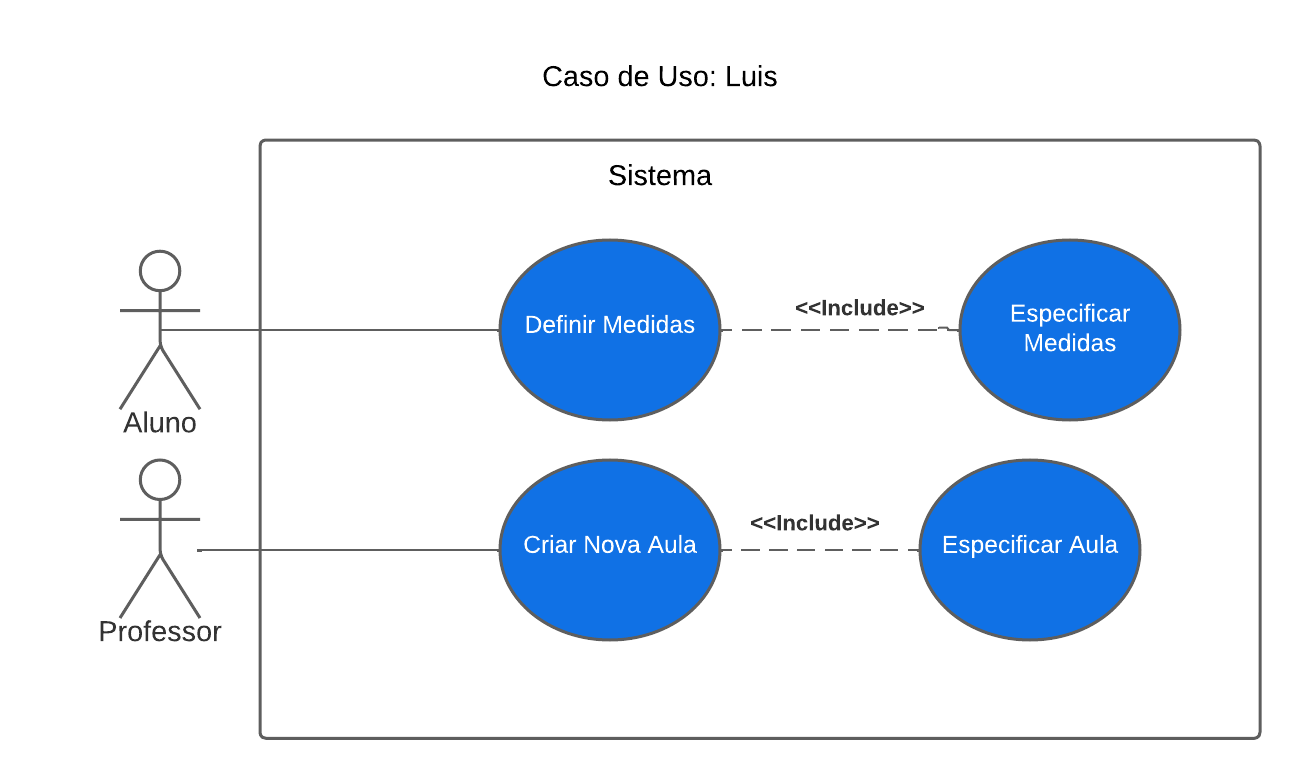 Caso de Uso: Luis
Sistema
Aluno
Definir Medidas
<<Include>>
Especificar
Medidas
Professor
Criar Nova Aula
<<Include>>
Especificar Aula